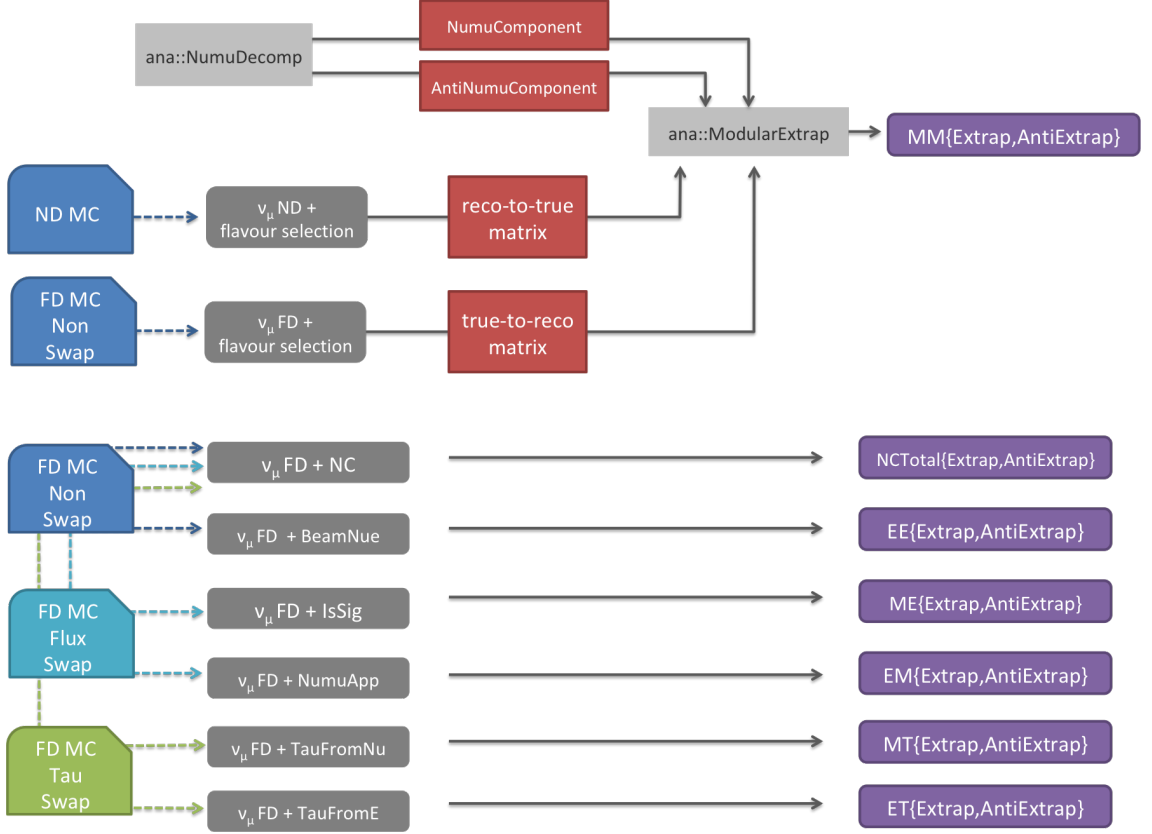 NumuComponent
ana::NumuDecomp
AntiNumuComponent
ana::ModularExtrap
MM{Extrap,AntiExtrap}
ND MC
νμ ND +
flavour selection
reco-to-true
matrix
FD MC
Non
Swap
νμ FD +
flavour selection
true-to-reco
matrix
FD MC
Non
Swap
νμ FD + NC
NCTotal{Extrap,AntiExtrap}
νμ FD + BeamNue
EE{Extrap,AntiExtrap}
FD MC
Flux
Swap
νμ FD + IsSig
ME{Extrap,AntiExtrap}
νμ FD + NumuApp
EM{Extrap,AntiExtrap}
FD MC
Tau
Swap
νμ FD + TauFromNu
MT{Extrap,AntiExtrap}
νμ FD + TauFromE
ET{Extrap,AntiExtrap}